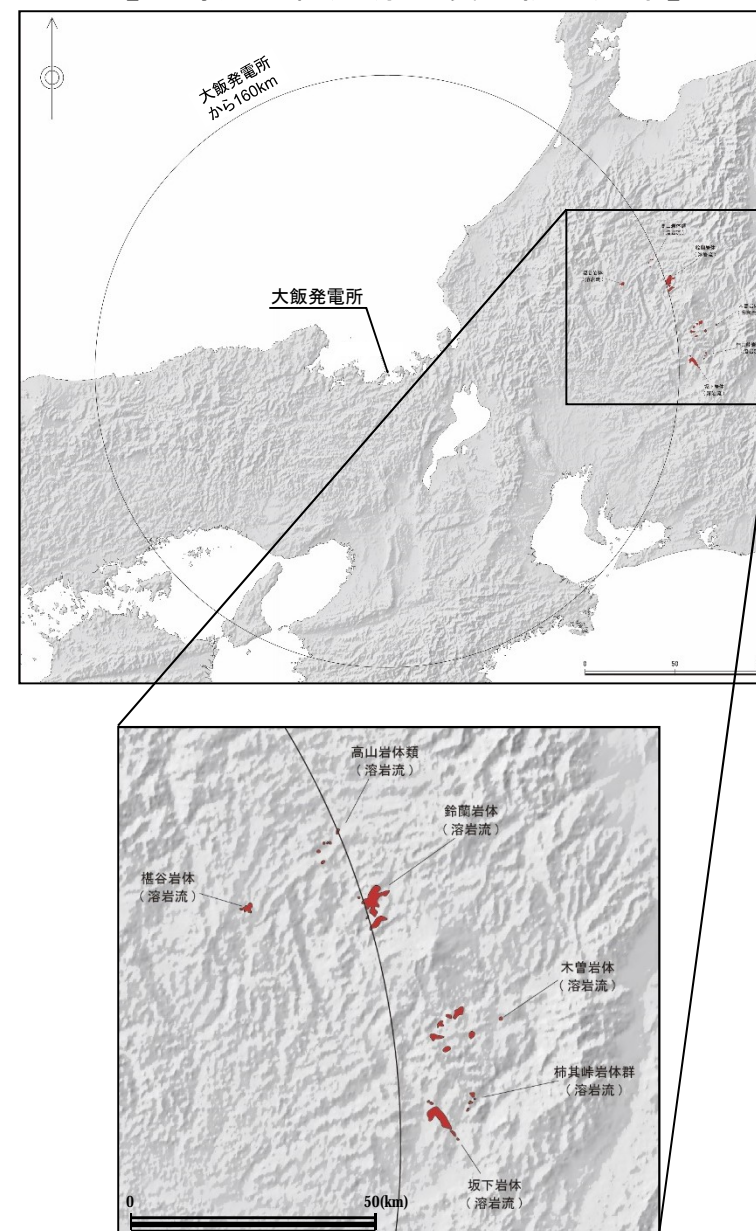 大飯発電所
から160km
大飯発電所
0
50
高山岩体類
(溶岩流)
鈴蘭岩体
(溶岩流)
椹谷岩体
(溶岩流)
木曽岩体
(溶岩流)
柿其峠岩体群
(溶岩流)
坂下岩体
(溶岩流)
0
50(km)